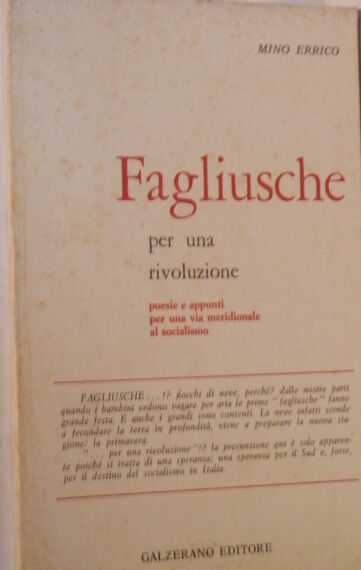 MINO ERRICO
Fagliusche
per una
rivoluzione
poesie e appunti
per una via meridionale
al socialismo
FAGLIUSCHE . . . !? fiocchi di neve, perché? dalle nostre parti
quando i bambini vedono vagare per aria le prime "fagliusche" fanno
grande festa. E anche i grandi sono contenti. La neve infatti scende
a fecondare la terra in profondità, viene a preparare la nuova sta-
gione: la primavera.
" . . . per una rivoluzione"!? la presunzione qui è solo apparen-
te poiché si tratta di una speranza: una speranza per il Sud e, forse,
per il destino del socialismo in Italia.
GALZERANO EDITORE